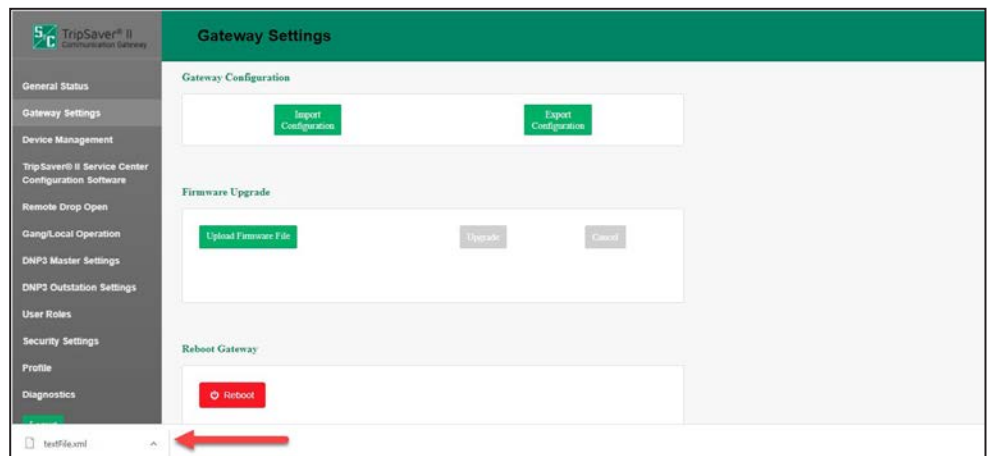 S&C TripSaver® II
Communication Gateway
Gateway Settings
General Status
Gateway Settings
Device Management
TripSaver® II Service Center
Configuration Software
Remote Drop Open
Gang/Local Operation
DNP3 Master Settings
DNP3 Outstation Settings
User Roles
Security Settings
Profile
Diagnostics
Gateway Configuration
Import
Configuration
Export
Configuration
Firmware Upgrade
Upload Firmware File
Upgrade
Cancel
Reboot Gateway
Reboot
textFile.xml